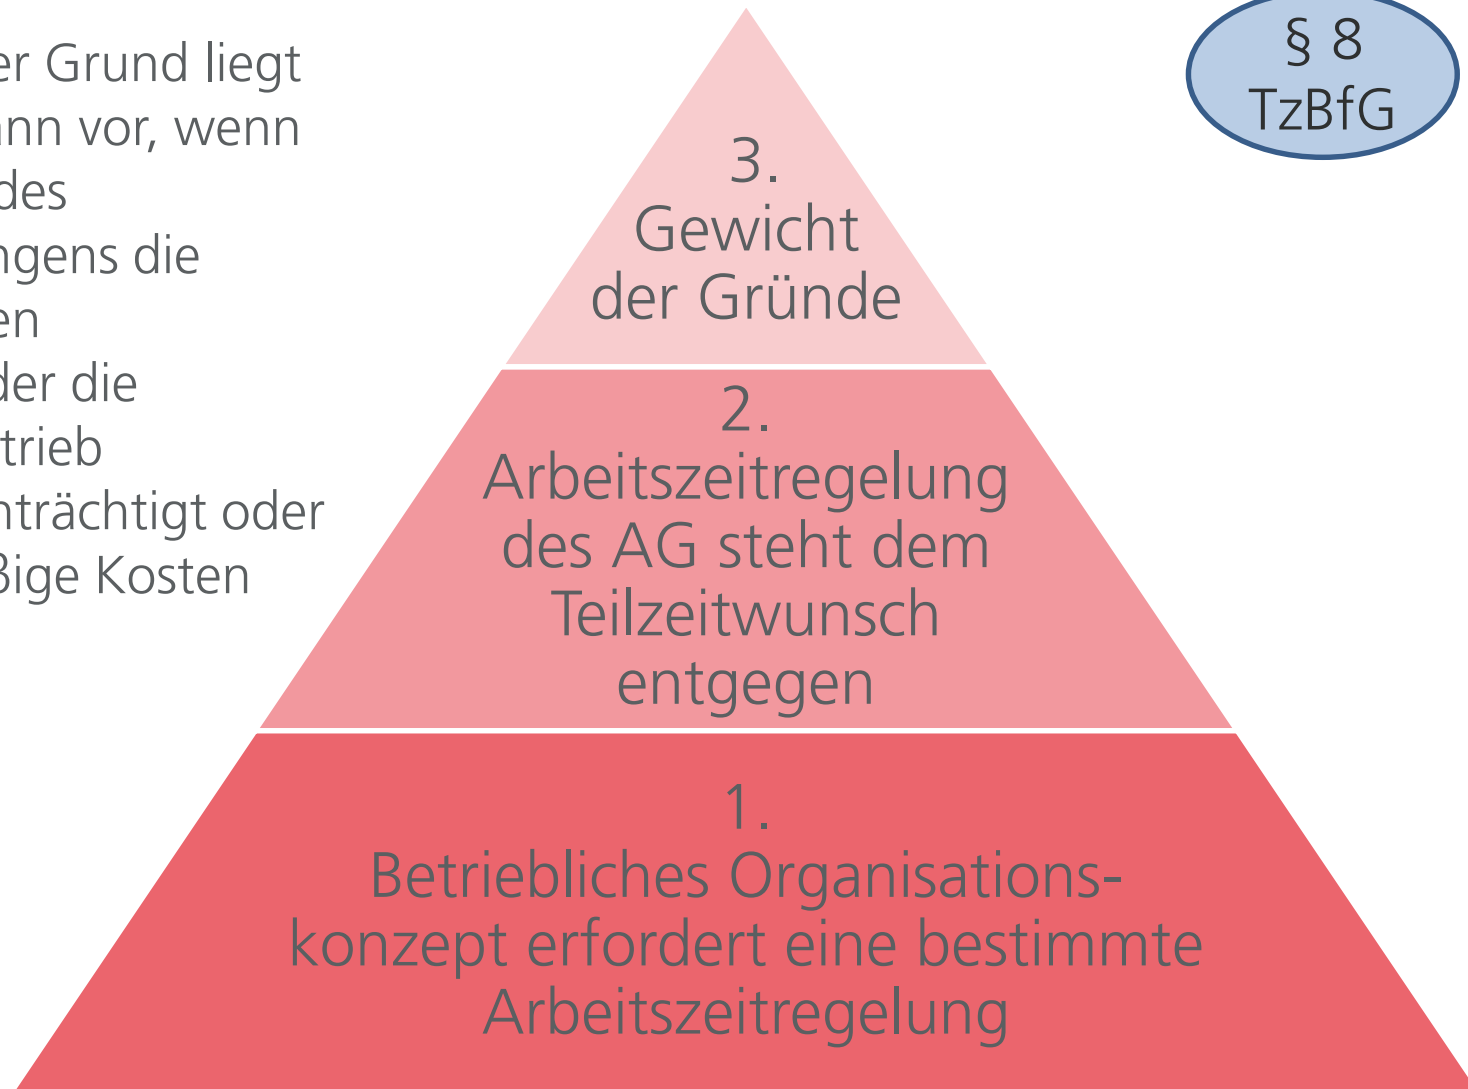 er Grund liegt
ann vor, wenn
des
ngens die
en
der die
trieb
nträchtigt oder
ßige Kosten
§ 8
TzBfG
3.
Gewicht
der Gründe
2.
Arbeitszeitregelung
des AG steht dem
Teilzeitwunsch
entgegen
1.
Betriebliches Organisations-
konzept erfordert eine bestimmte
Arbeitszeitregelung